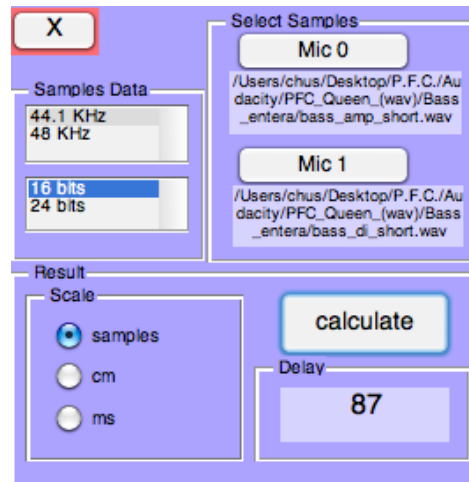 X
Samples Data
44.1 KHz
48 KHz
16 bits
24 bits
Select Samples
Mic 0
/Users/chus/Desktop/P.F.C./Au
dacity/PFC_Queen_(wav)/Bass
_entera/bass_amp_short.wav
Mic 1
/Users/chus/Desktop/P.F.C./Au
dacity/PFC_Queen_(wav)/Bass
_entera/bass_di_short.wav
Result
Scale
samples
cm
ms
calculate
Delay
87